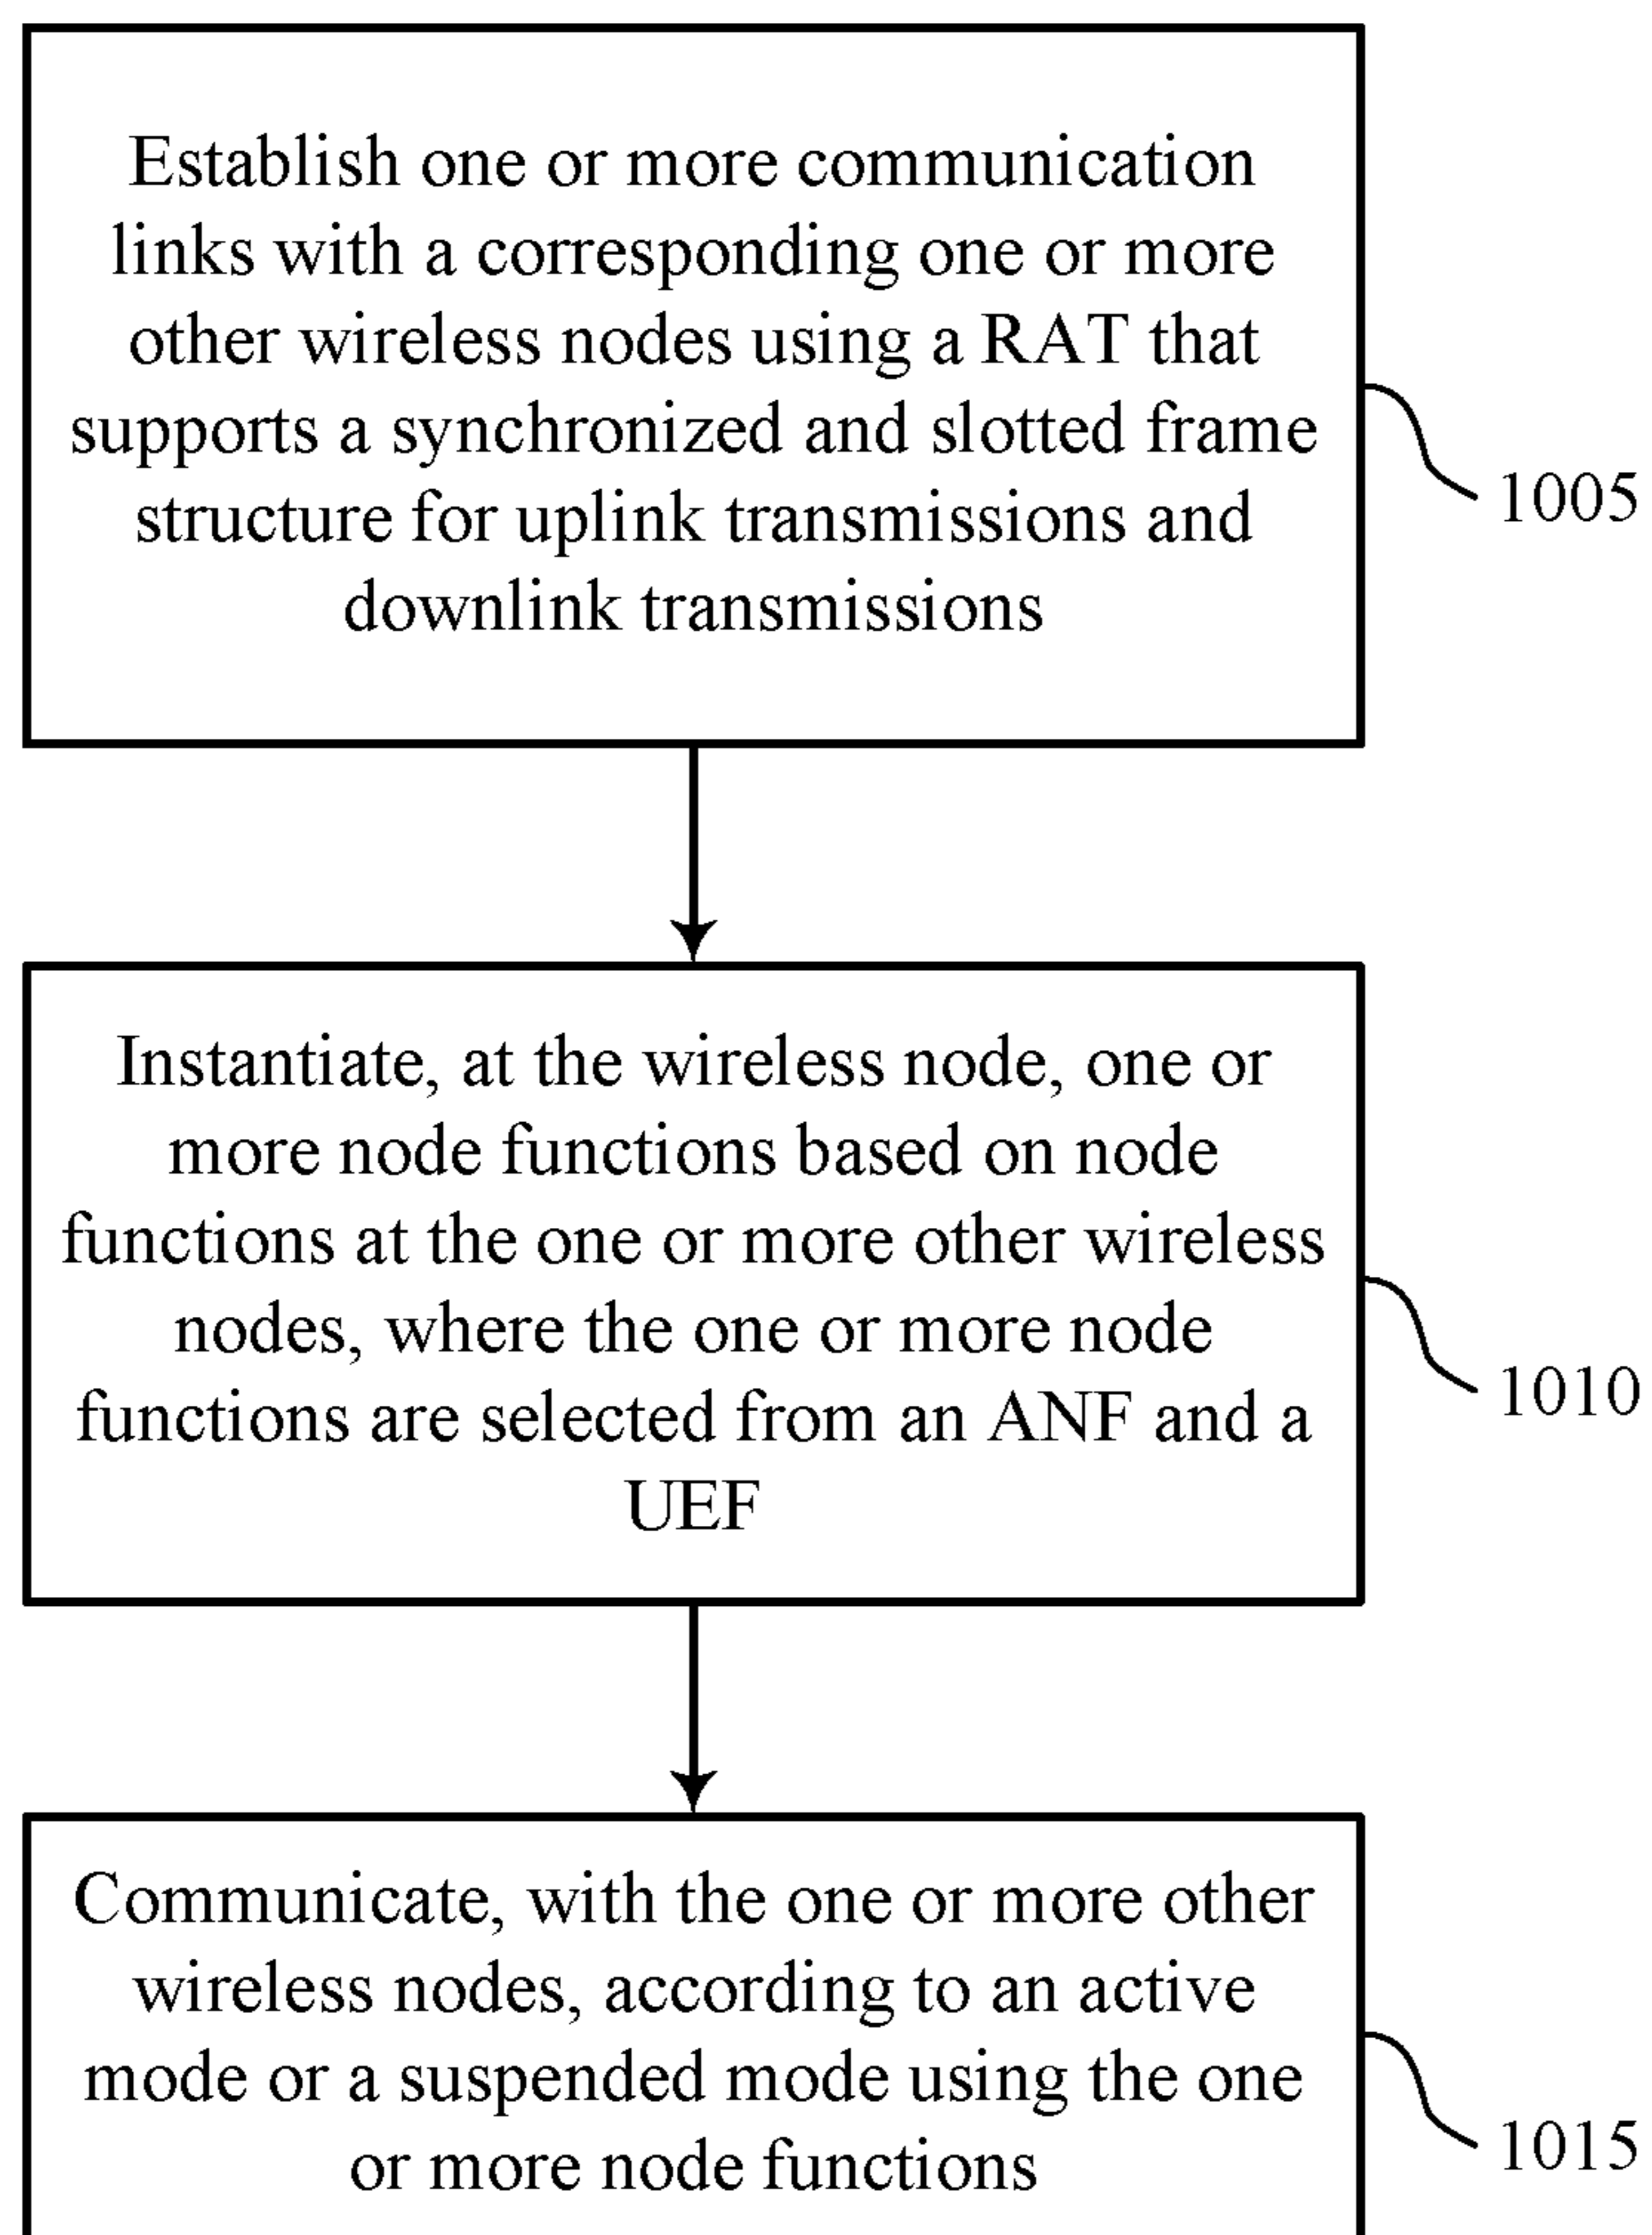 Establish one or more communication
links with a corresponding one or more
other wireless nodes using a RAT that
supports a synchronized and slotted frame
structure for uplink transmissions and
downlink transmissions
1005
Instantiate, at the wireless node, one or
more node functions based on node
functions at the one or more other wireless
nodes, where the one or more node
functions are selected from an ANF and a
UEF
1010
Communicate, with the one or more other
wireless nodes, according to an active
mode or a suspended mode using the one
or more node functions
1015